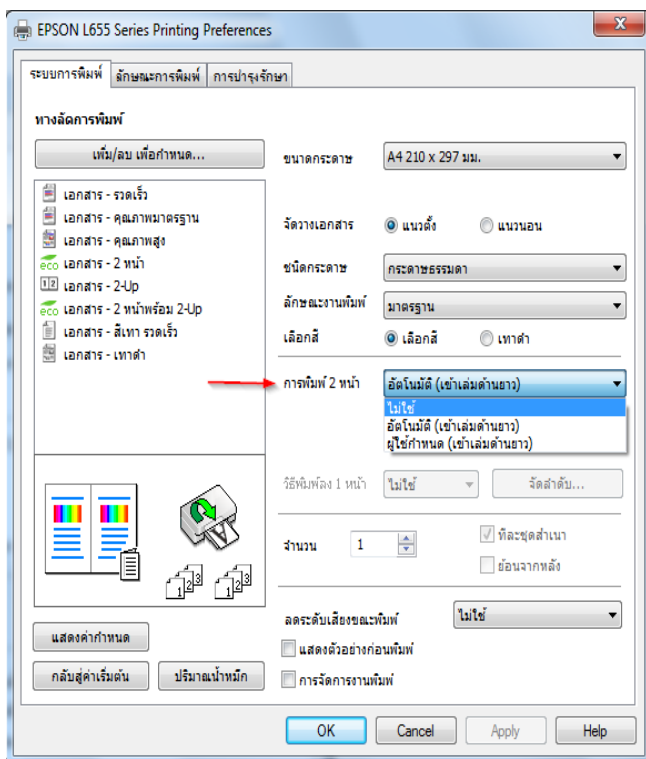 EPSON L655 Series Printing Preferences
X
ระบบการพิมพ์ ลักษณะการพิมพ์ การบำรุงรักษา
ทางลัดการพิมพ์
เพิ่ม/ลบ เพื่อกำหนด...
เอกสาร - รวดเร็ว
เอกสาร - คุณภาพมาตรฐาน
เอกสาร - คุณภาพสูง
eco เอกสาร - 2 หน้า
1 2 เอกสาร - 2-Up
eco เอกสาร - 2 หน้าพร้อม 2-Up
เอกสาร - สีเทา รวดเร็ว
เอกสาร - เทาดำ
1 2 3 1 2 3
แสดงค่ากำหนด
กลับสู่ค่าเริ่มต้น ปริมาณน้ำหมึก
ขนาดกระดาษ A4 210 x 297 มม.
จัดวางเอกสาร แนวตั้ง แนวนอน
ชนิดกระดาษ กระดาษธรรมดา
ลักษณะงานพิมพ์ มาตรฐาน
เลือกสี เลือกสี เทาดำ
การพิมพ์ 2 หน้า อัตโนมัติ (เข้าเล่มด้านยาว)
ไม่ใช้
อัตโนมัติ (เข้าเล่มด้านยาว)
ผู้ใช้กำหนด (เข้าเล่มด้านยาว)
วิธีพิมพ์ลง 1 หน้า ไม่ใช้ จัดลำดับ...
จำนวน 1 ทีละชุดสำเนา
ย้อนจากหลัง
ลดระดับเสียงขณะพิมพ์ ไม่ใช้
แสดงตัวอย่างก่อนพิมพ์
การจัดการงานพิมพ์
OK Cancel Apply Help